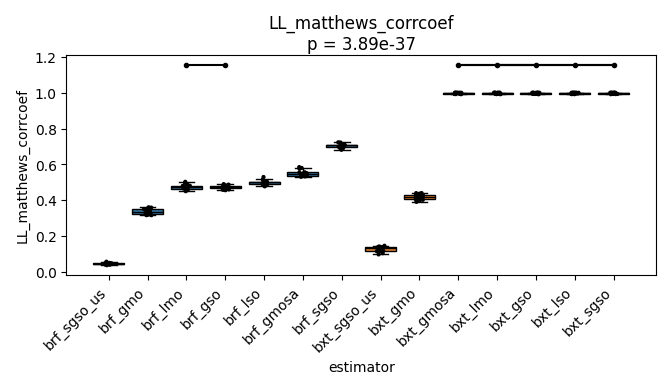 LL_matthews_corrcoef
p = 3.89e-37
LL_matthews_corrcoef
1.2
1.0
0.8
0.6
0.4
0.2
0.0
brf_sgso_us
brf_gmo
brf_lmo
brf_gso
brf_lso
brf_gmosa
brf_sgso
bxt_sgso_us
bxt_gmo
bxt_gmosa
bxt_lmo
bxt_gso
bxt_lso
bxt_sgso
estimator